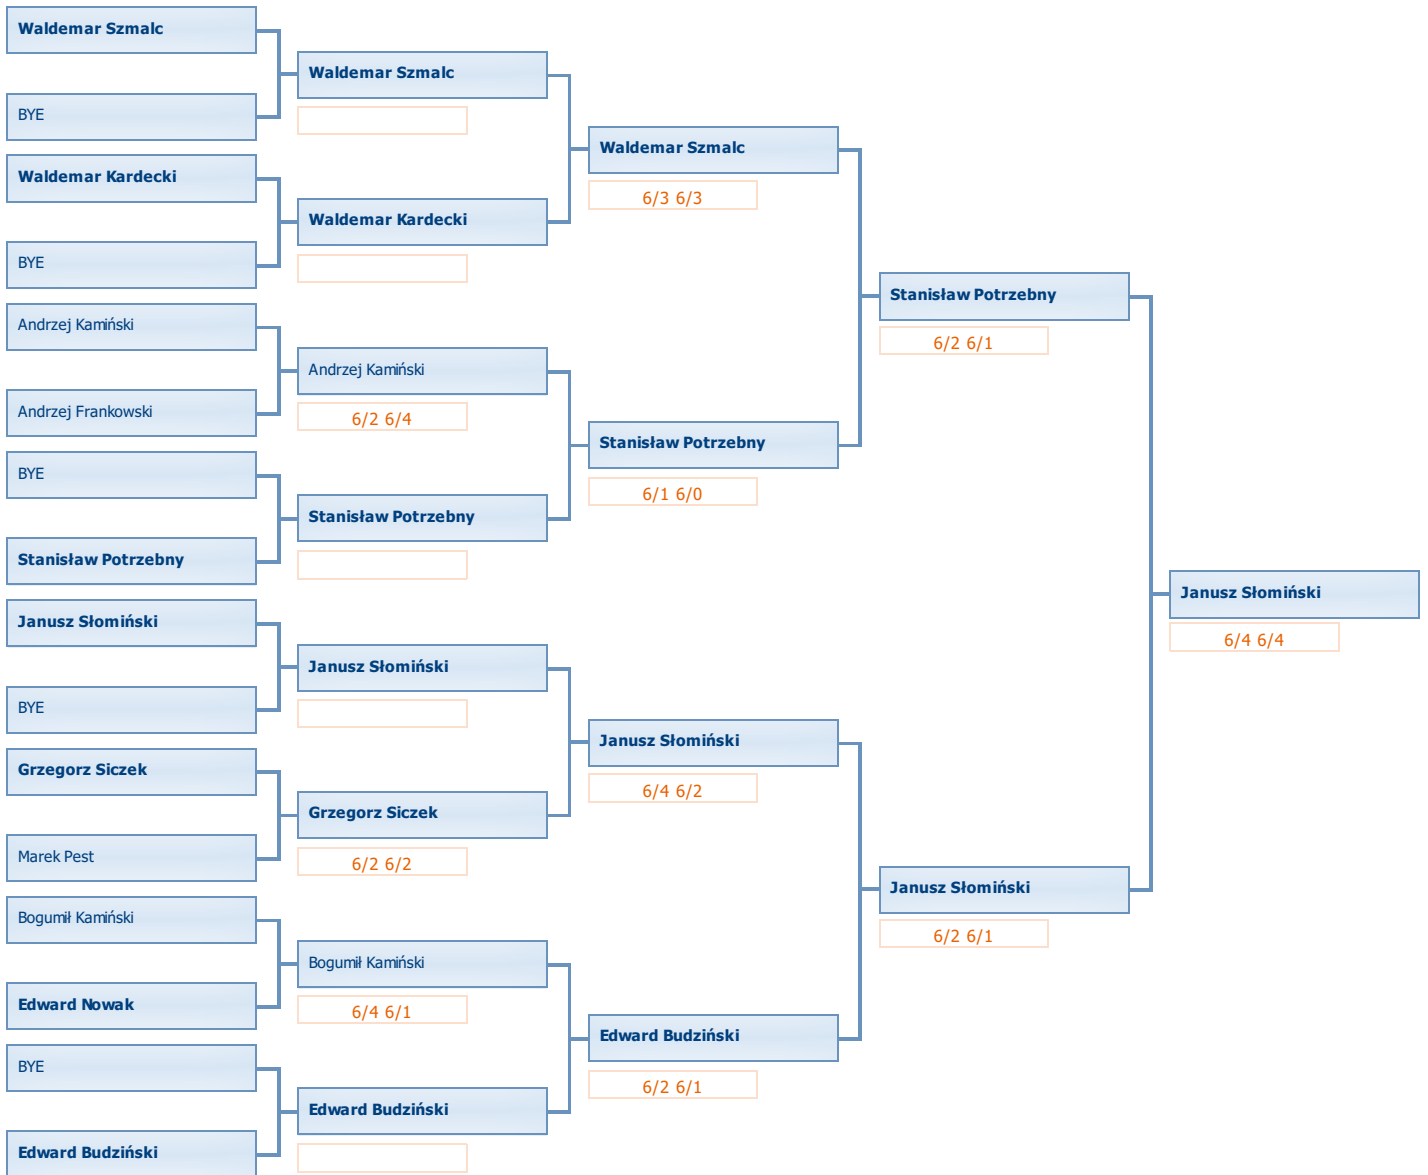 Waldemar Szmalc
BYE
Waldemar Kardecki
BYE
Andrzej Kamiński
Andrzej Frankowski
BYE
Stanisław Potrzebny
Janusz Słomiński
BYE
Grzegorz Siczek
Marek Pest
Bogumił Kamiński
Edward Nowak
BYE
Edward Budziński
Waldemar Szmalc
Waldemar Kardecki
Andrzej Kamiński
6/2 6/4
Stanisław Potrzebny
Janusz Słomiński
Grzegorz Siczek
6/2 6/2
Bogumił Kamiński
6/4 6/1
Edward Budziński
Waldemar Szmalc
6/3 6/3
Stanisław Potrzebny
6/1 6/0
Janusz Słomiński
6/4 6/2
Edward Budziński
6/2 6/1
Stanisław Potrzebny
6/2 6/1
Janusz Słomiński
6/2 6/1
Janusz Słomiński
6/4 6/4